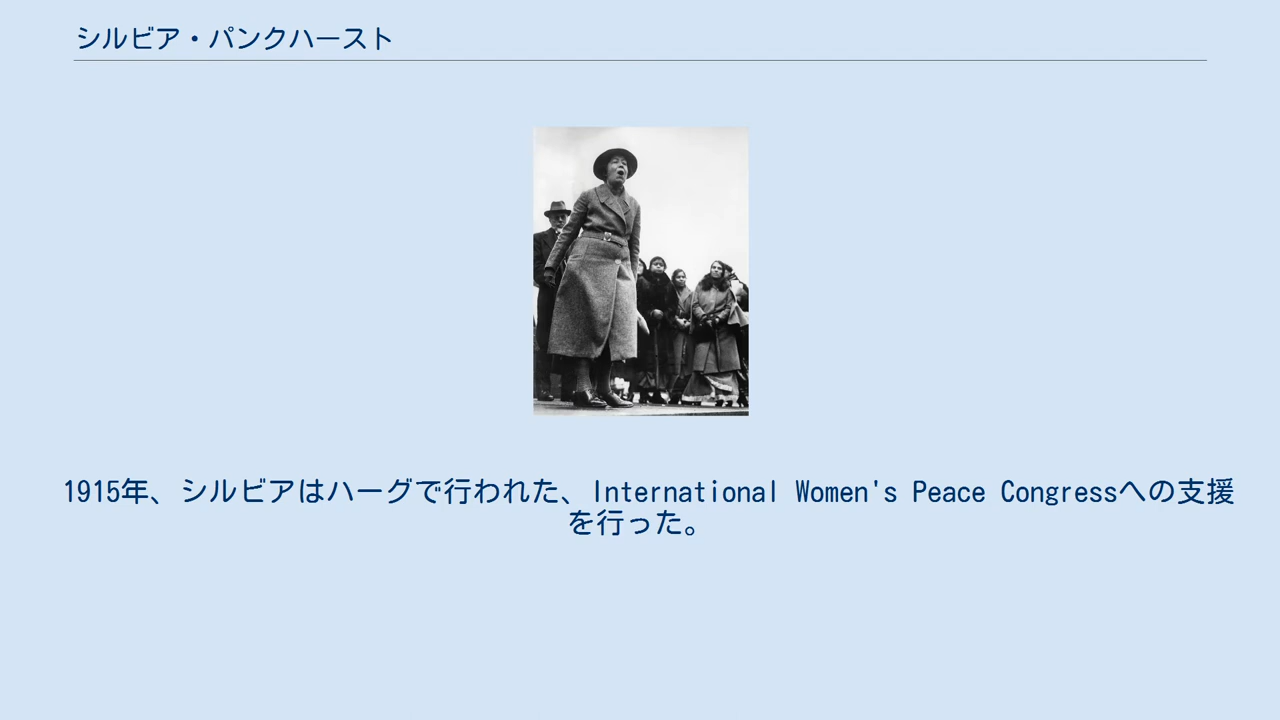 シルビア・パンクハースト
1915年、シルビアはハーグで行われた、International Women's Peace Congressへの支援
を行った。